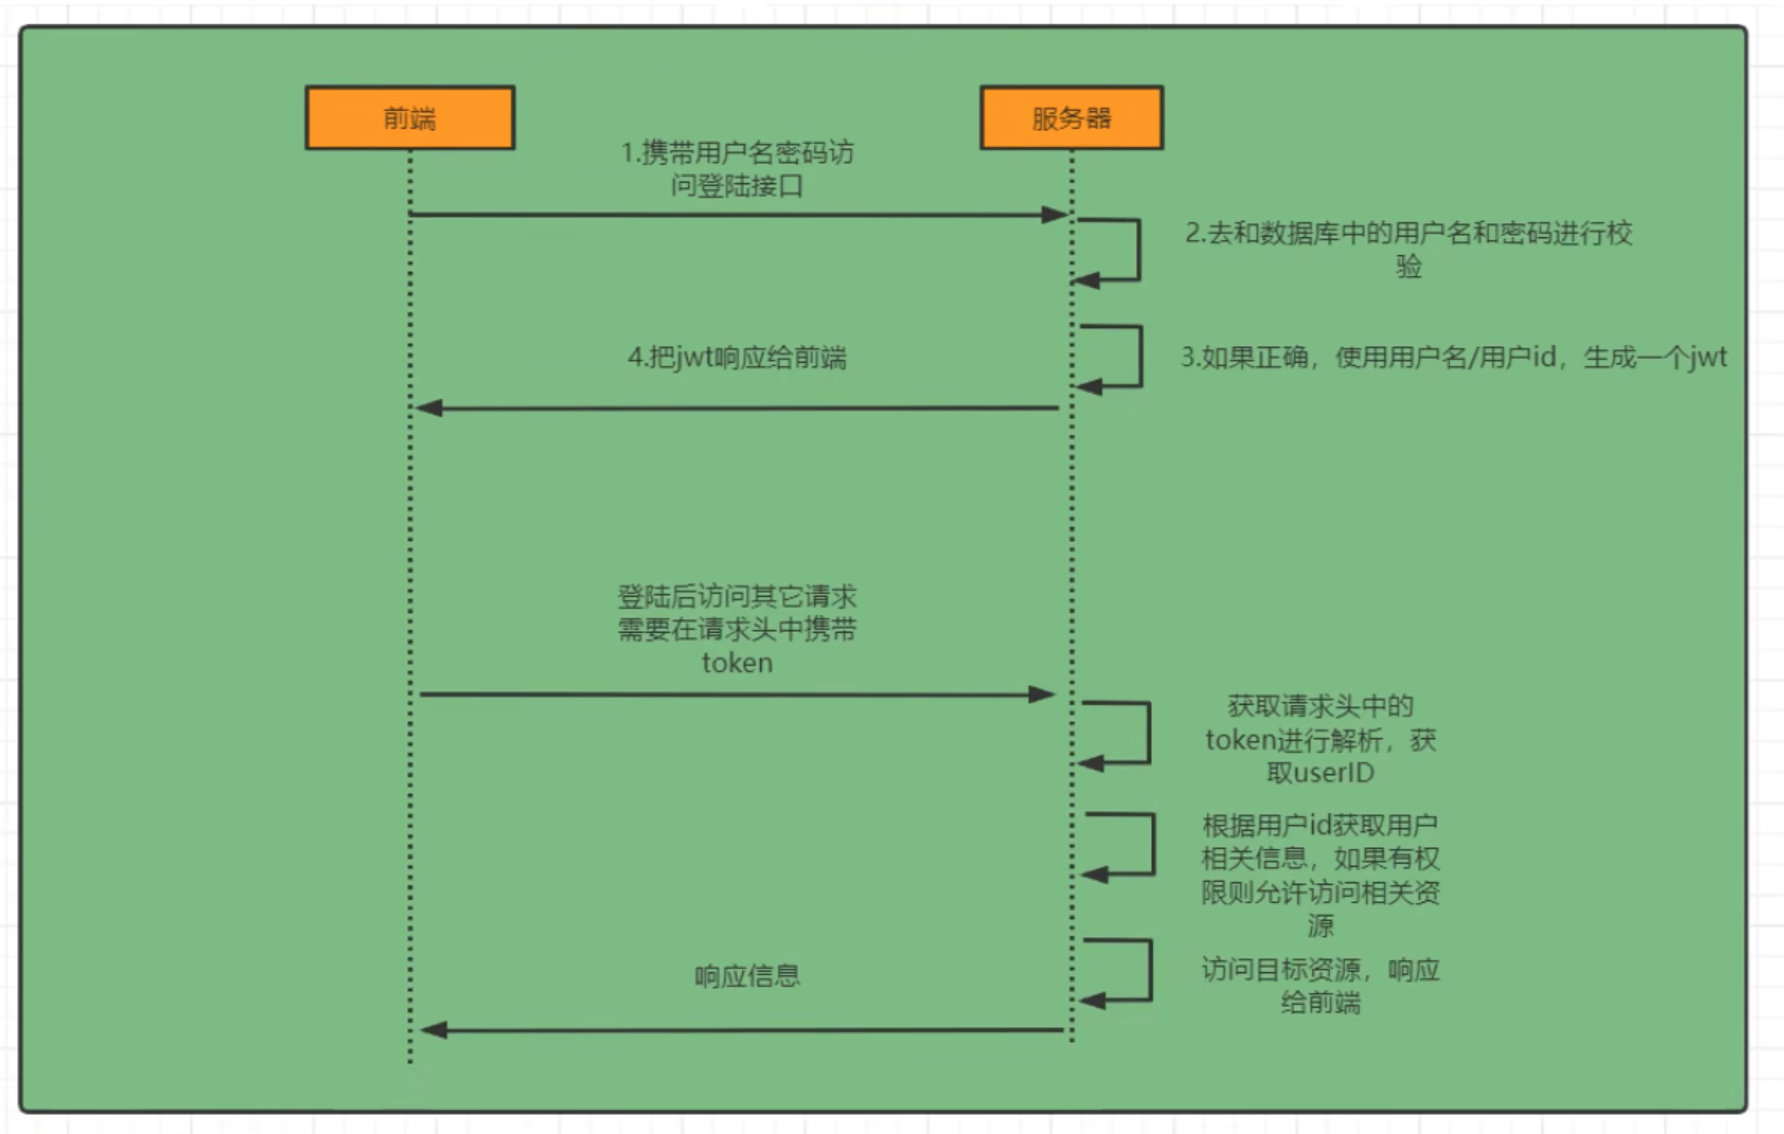 前端
服务器
1.携带用户名密码访
问登陆接口
2.去和数据库中的用户名和密码进行校
验
4.把jwt响应给前端
3.如果正确，使用用户名/用户id，生成一个jwt
登陆后访问其它请求
需要在请求头中携带
token
获取请求头中的
token进行解析，获
取userID
根据用户id获取用户
相关信息，如果有权
限则允许访问相关资
源
响应信息
访问目标资源，响应
给前端